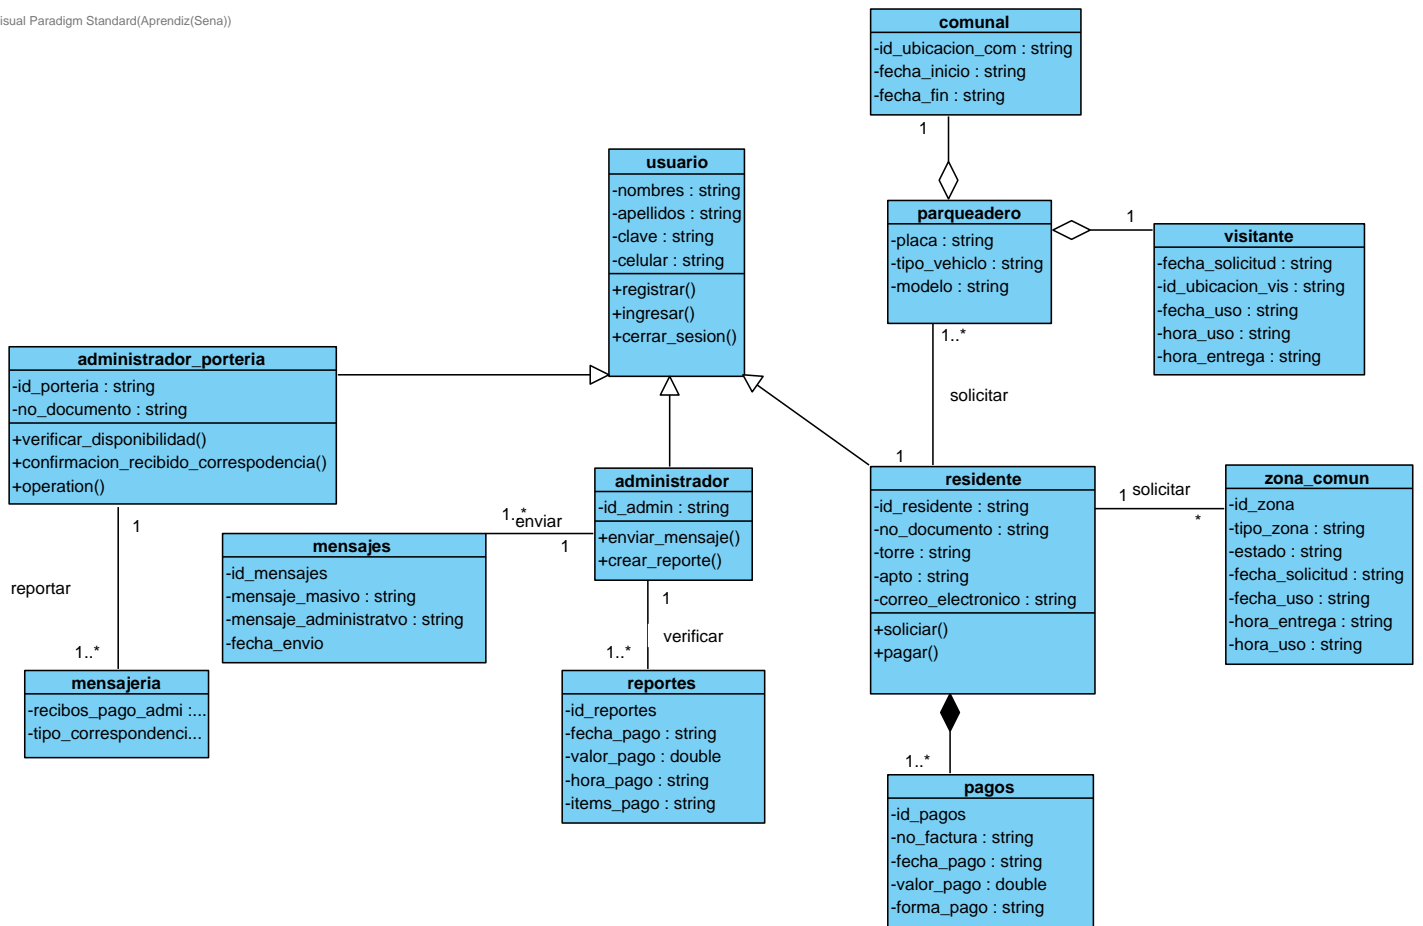 isual Paradigm Standard(Aprendiz(Sena))
comunal
-id_ubicacion_com : string
-fecha_inicio : string
-fecha_fin : string
1
usuario
-nombres : string
-apellidos : string
-clave : string
-celular : string
+registrar()
+ingresar()
+cerrar_sesion()
parqueadero
-placa : string
-tipo_vehiclo : string
-modelo : string
1
visitante
-fecha_solicitud : string
-id_ubicacion_vis : string
-fecha_uso : string
-hora_uso : string
-hora_entrega : string
1..*
solicitar
1
administrador_porteria
-id_porteria : string
-no_documento : string
+verificar_disponibilidad()
+confirmacion_recibido_correspodencia()
+operation()
1
reportar
1..*
mensajeria
-recibos_pago_admi :...
-tipo_correspondenci...
administrador
-id_admin : string
+enviar_mensaje()
+crear_reporte()
1..*
enviar
1
mensajes
-id_mensajes
-mensaje_masivo : string
-mensaje_administratvo : string
-fecha_envio
1
verificar
1..*
reportes
-id_reportes
-fecha_pago : string
-valor_pago : double
-hora_pago : string
-items_pago : string
residente
-id_residente : string
-no_documento : string
-torre : string
-apto : string
-correo_electronico : string
+soliciar()
+pagar()
1 solicitar
*
zona_comun
-id_zona
-tipo_zona : string
-estado : string
-fecha_solicitud : string
-fecha_uso : string
-hora_entrega : string
-hora_uso : string
1..*
pagos
-id_pagos
-no_factura : string
-fecha_pago : string
-valor_pago : double
-forma_pago : string